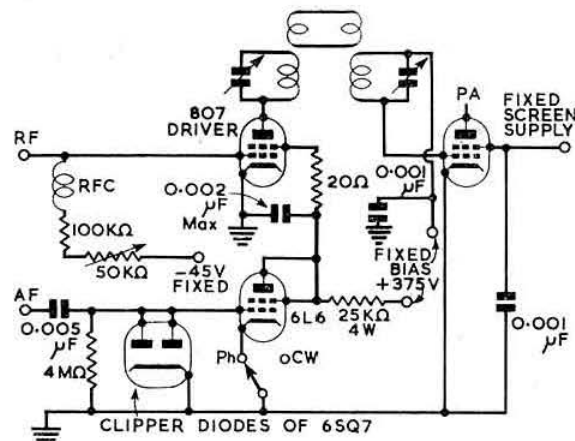 807
DRIVER
PA
FIXED
SCREEN
SUPPLY
RF
RFC
0·002
μF
Max
20Ω
0·001
μF
100KΩ
50KΩ
-45V
FIXED
FIXED
BIAS
+375V
AF
0·005
μF
6L6
25KΩ
4W
0·001
μF
4MΩ
Ph
CW
CLIPPER DIODES OF 6SQ7